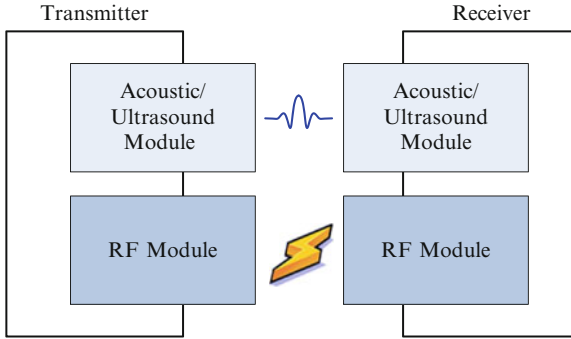 Transmitter
Receiver
Acoustic/
Ultrasound
Module
Acoustic/
Ultrasound
Module
RF Module
RF Module